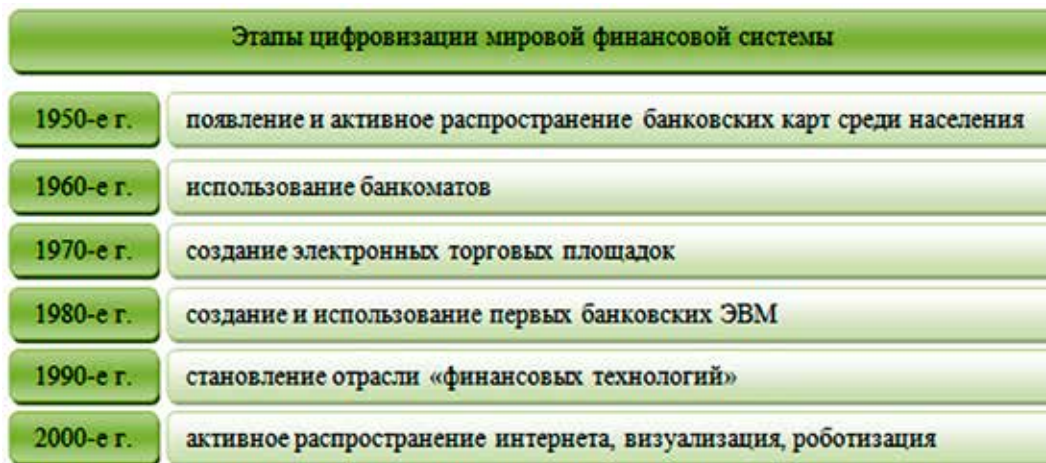 Этапы цифровизации мировой финансовой системы
1950-е г. появление и активное распространение банковских карт среди населения
1960-е г. использование банкоматов
1970-е г. создание электронных торговых площадок
1980-е г. создание и использование первых банковских ЭВМ
1990-е г. становление отрасли «финансовых технологий»
2000-е г. активное распространение интернета, визуализация, роботизация